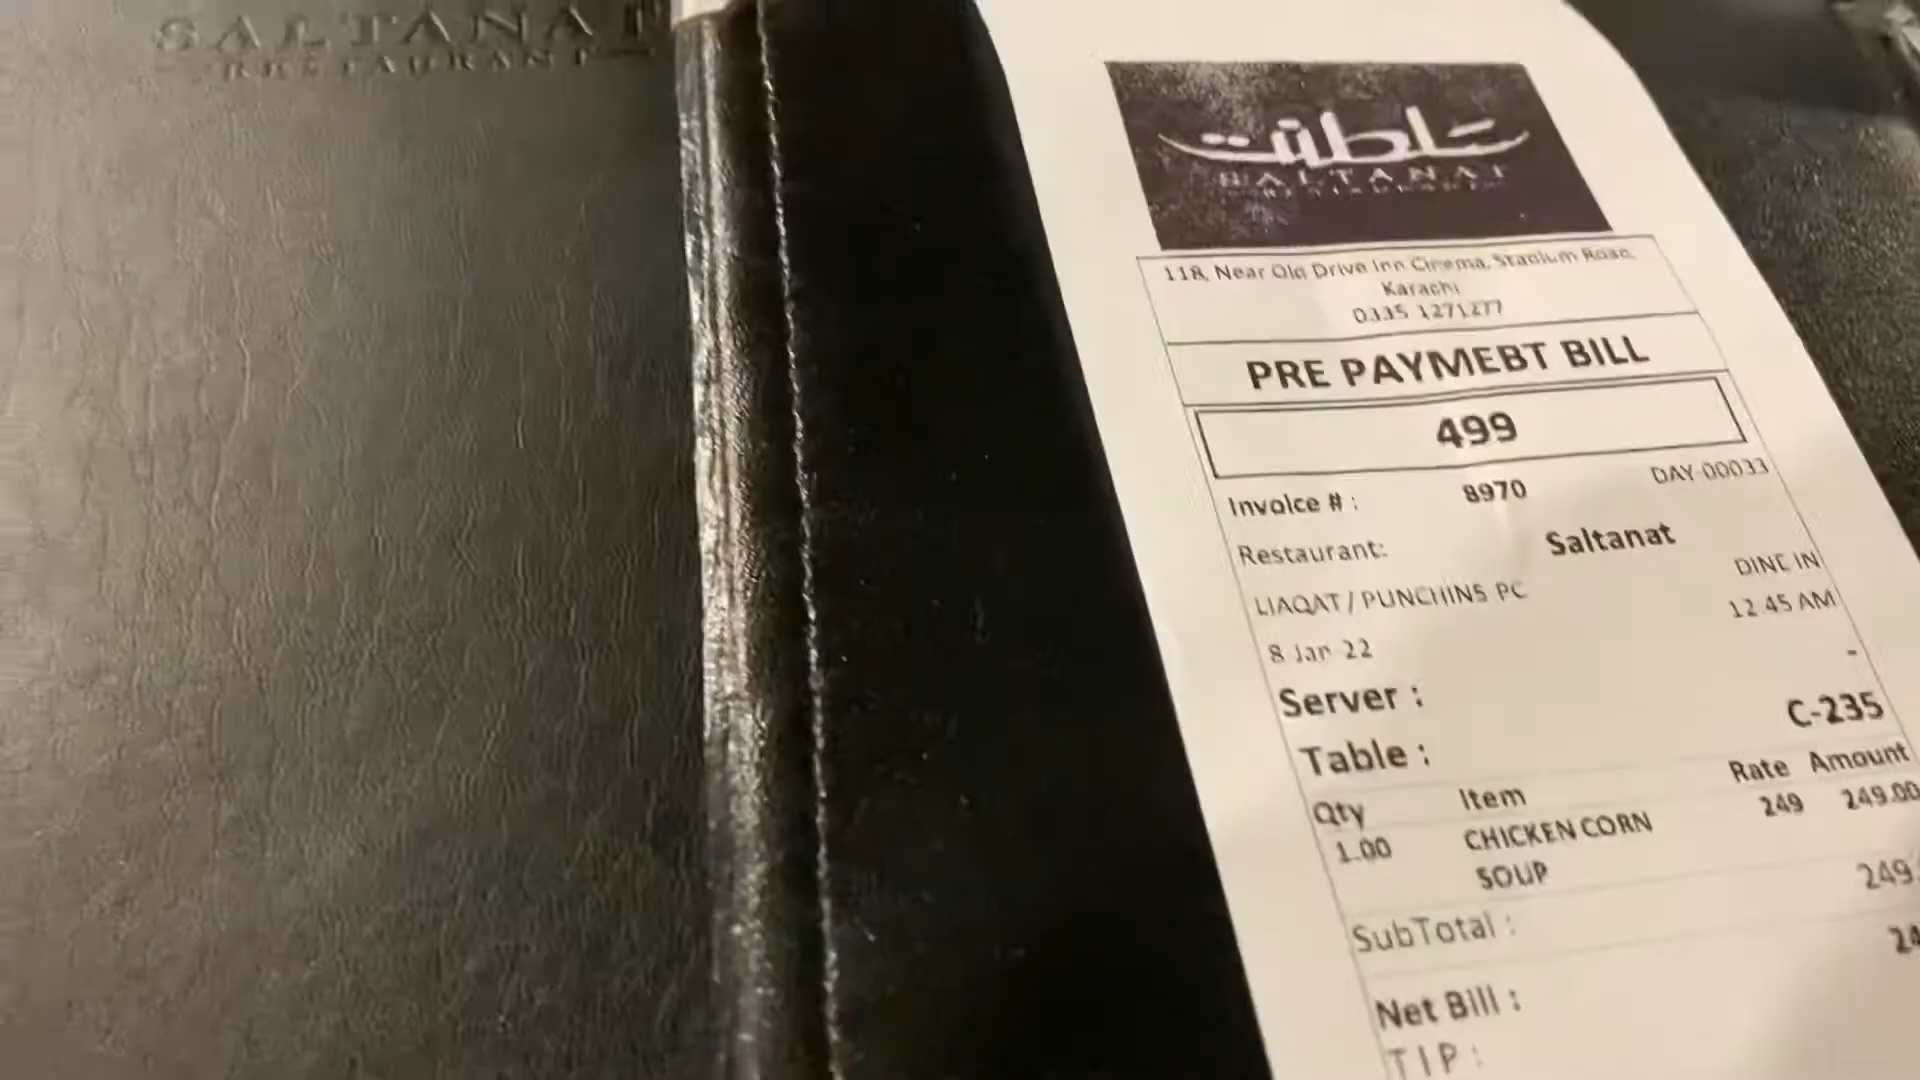 SALTANAT
RESTAURANT
سلطنت
SALTANAT
RESTAURANT
118, Near Old Drive Inn Cinema, Stadium Road,
Karachi
0335 1271277
PRE PAYMEBT BILL
499
Invoice # : 8970 DAY-00033
Restaurant: Saltanat
LIAQAT / PUNCHINS PC DINE IN
8 Jan 22 12:45 AM
Server : -
Table : C-235
Qty Item Rate Amount
1.00 CHICKEN CORN 249 249.00
SOUP
SubTotal : 249.
Net Bill : 24
TIP :